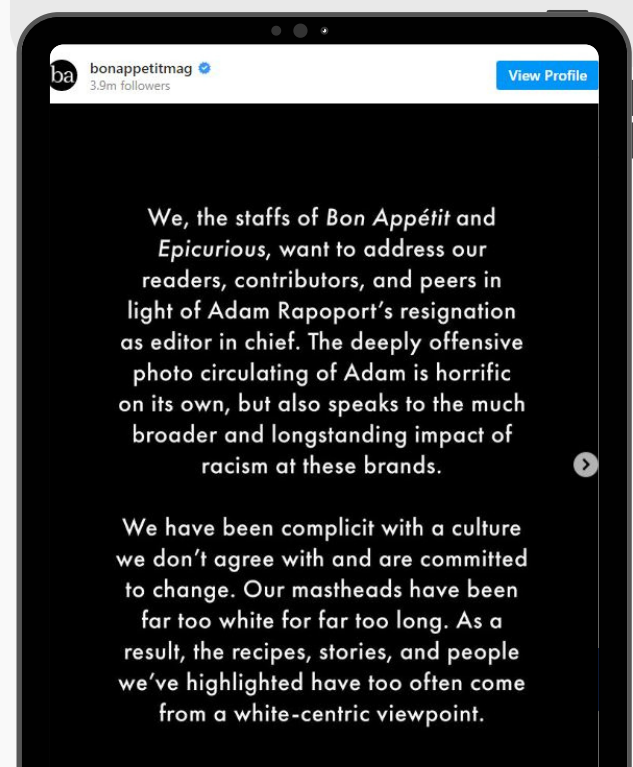 ba
bonappetitmag
3.9m followers
View Profile
We, the staffs of Bon Appétit and
Epicurious, want to address our
readers, contributors, and peers in
light of Adam Rapoport’s resignation
as editor in chief. The deeply offensive
photo circulating of Adam is horrific
on its own, but also speaks to the much
broader and longstanding impact of
racism at these brands.
We have been complicit with a culture
we don’t agree with and are committed
to change. Our mastheads have been
far too white for far too long. As a
result, the recipes, stories, and people
we’ve highlighted have too often come
from a white-centric viewpoint.